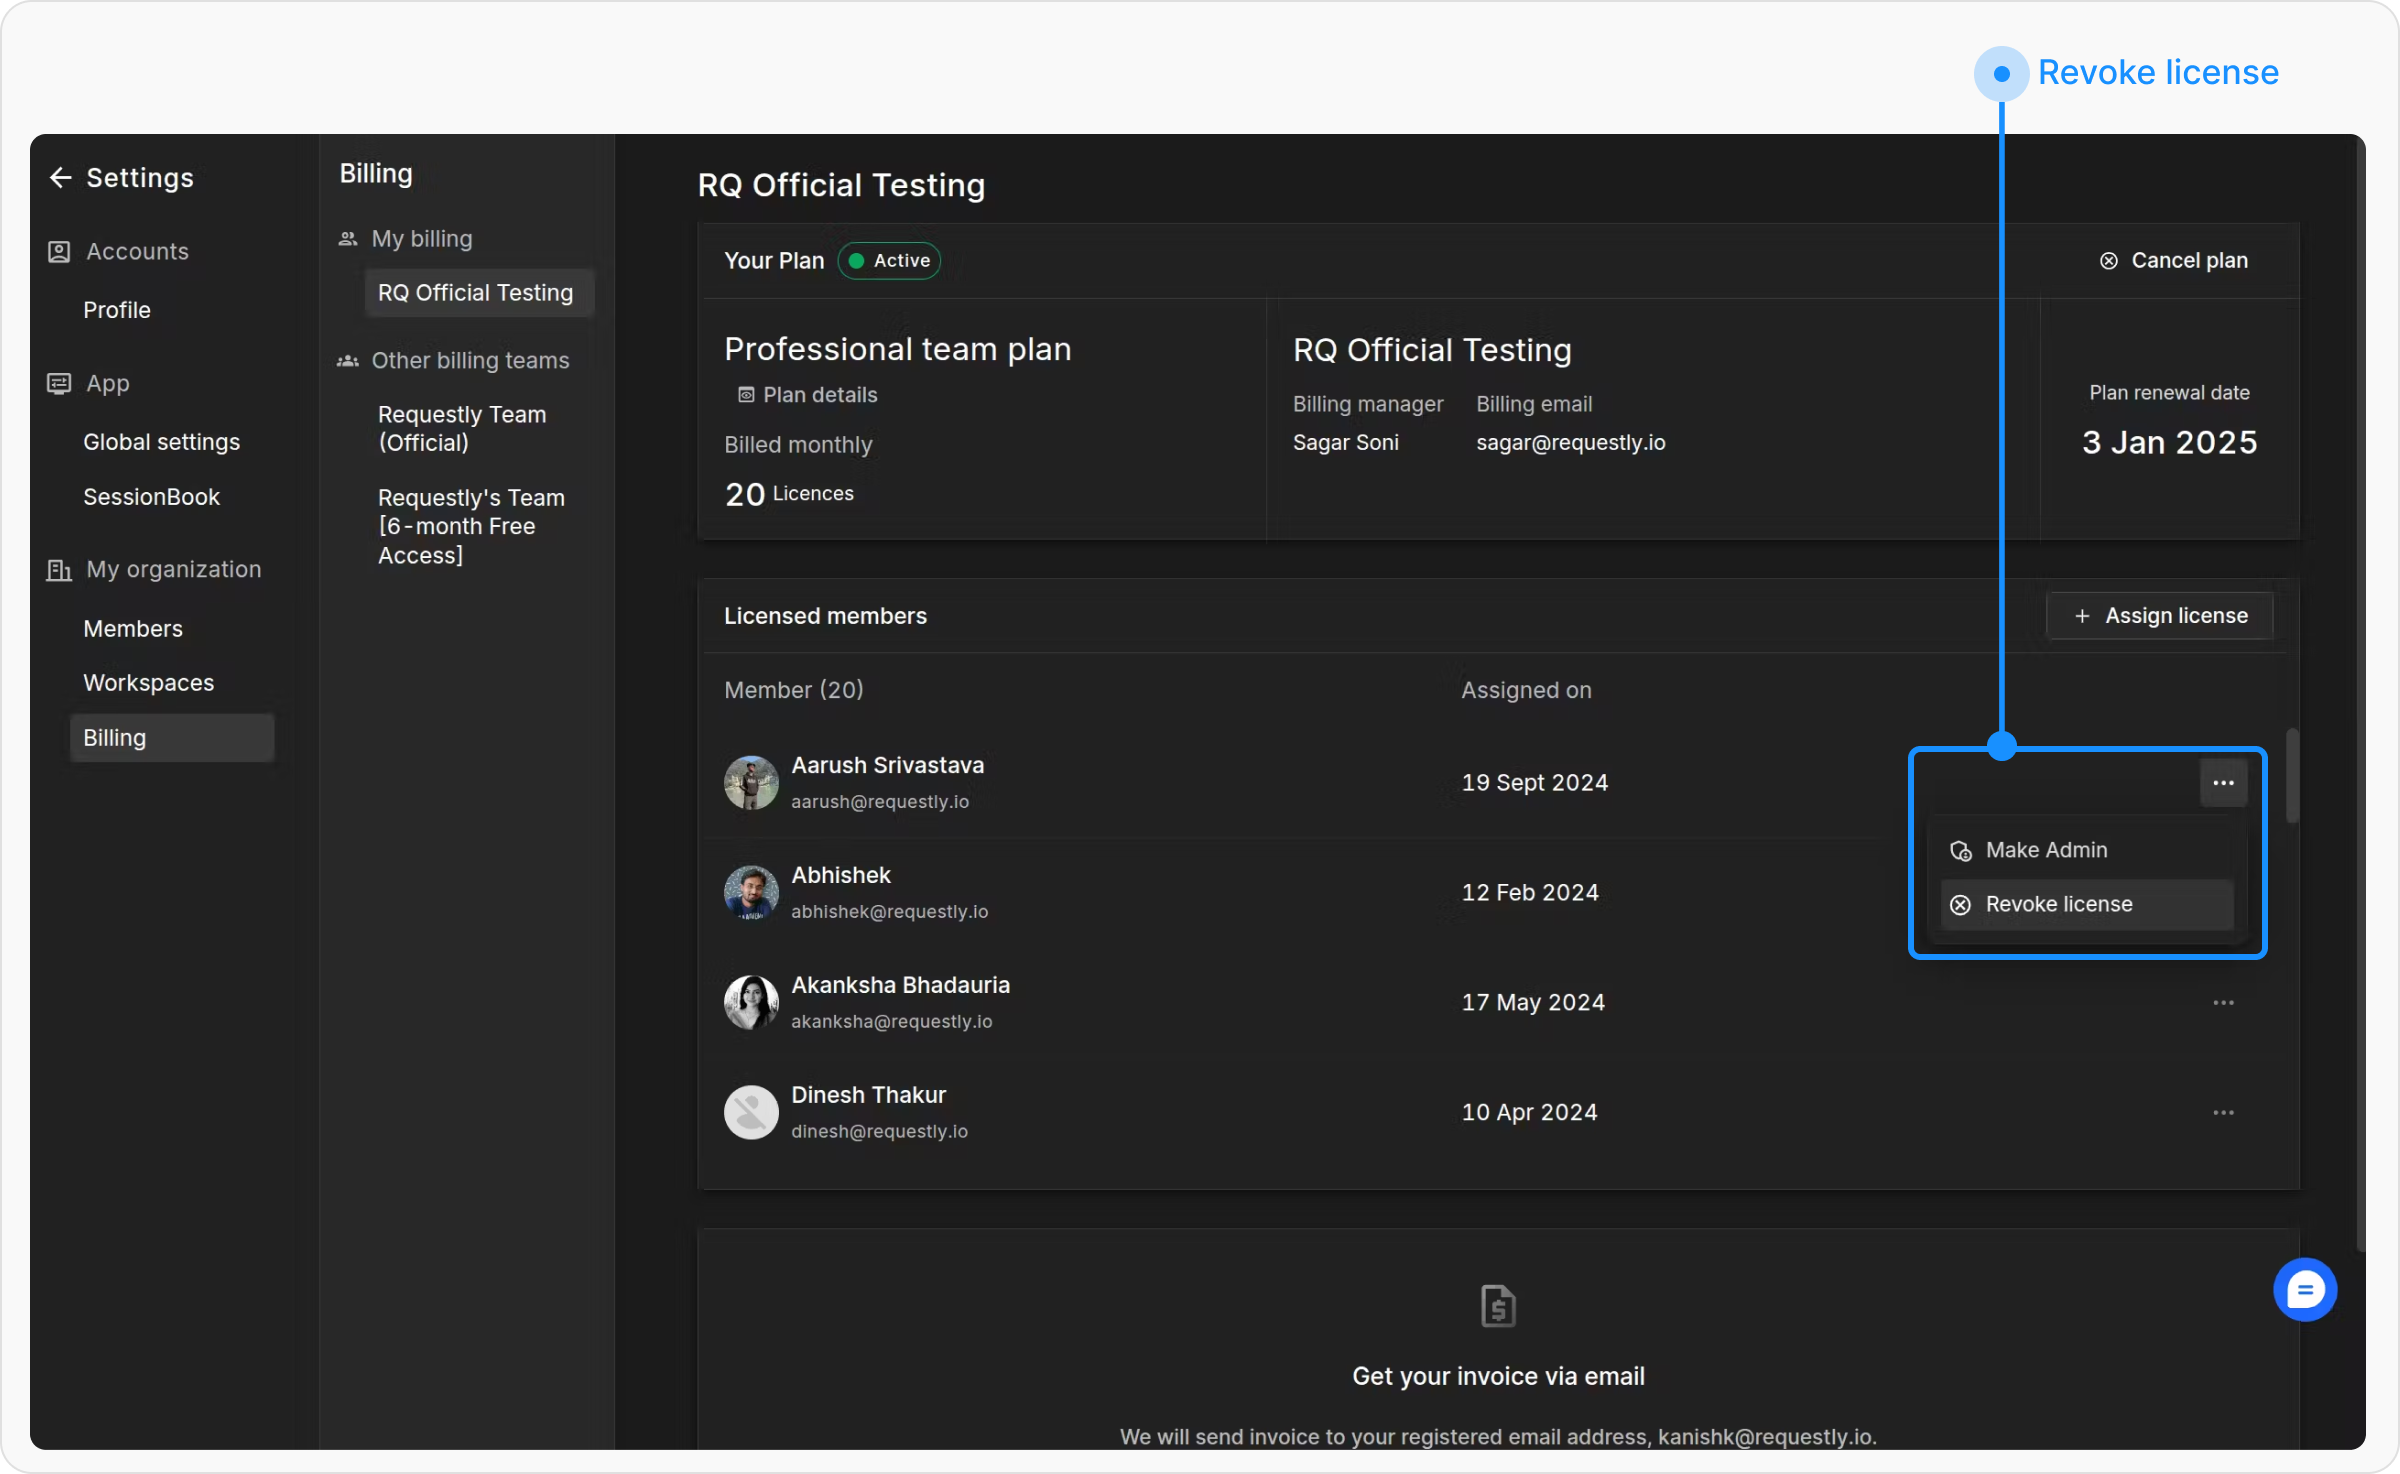 Revoke license
Settings
Accounts
Profile
App
Global settings
SessionBook
My organization
Members
Workspaces
Billing
Billing
My billing
RQ Official Testing
Other billing teams
Requestly Team
(Official)
Requestly's Team
[6-month Free
Access]
RQ Official Testing
Your Plan
Active
Cancel plan
Professional team plan
Plan details
Billed monthly
20 Licences
RQ Official Testing
Billing manager
Billing email
Sagar Soni
sagar@requestly.io
Plan renewal date
3 Jan 2025
Licensed members
Assign license
Member (20)
Assigned on
Aarush Srivastava
aarush@requestly.io
19 Sept 2024
Make Admin
Revoke license
Abhishek
abhishek@requestly.io
12 Feb 2024
Akanksha Bhadauria
akanksha@requestly.io
17 May 2024
Dinesh Thakur
dinesh@requestly.io
10 Apr 2024
Get your invoice via email
We will send invoice to your registered email address, kanishk@requestly.io.